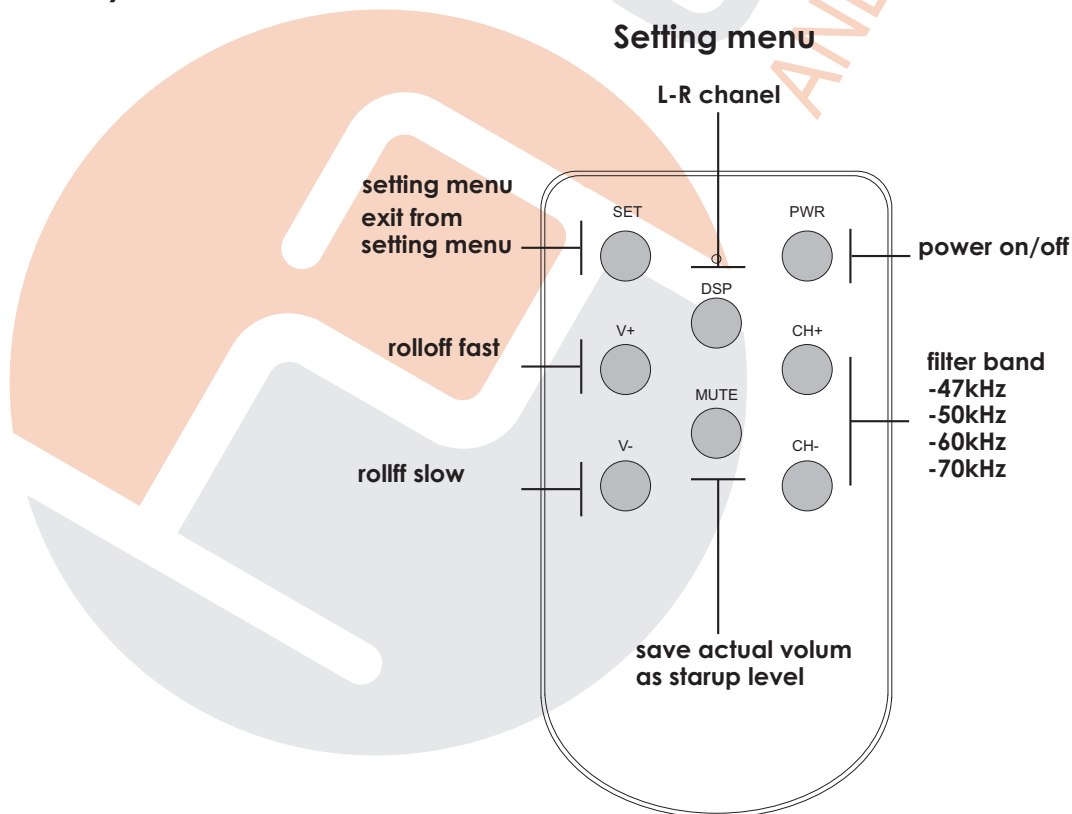 Setting menu
L-R chanel
setting menu
exit from
setting menu
SET
PWR
power on/off
DSP
V+
CH+
rolloff fast
filter band
-47kHz
-50kHz
-60kHz
-70kHz
MUTE
V-
CH-
rollff slow
save actual volum
as starup level